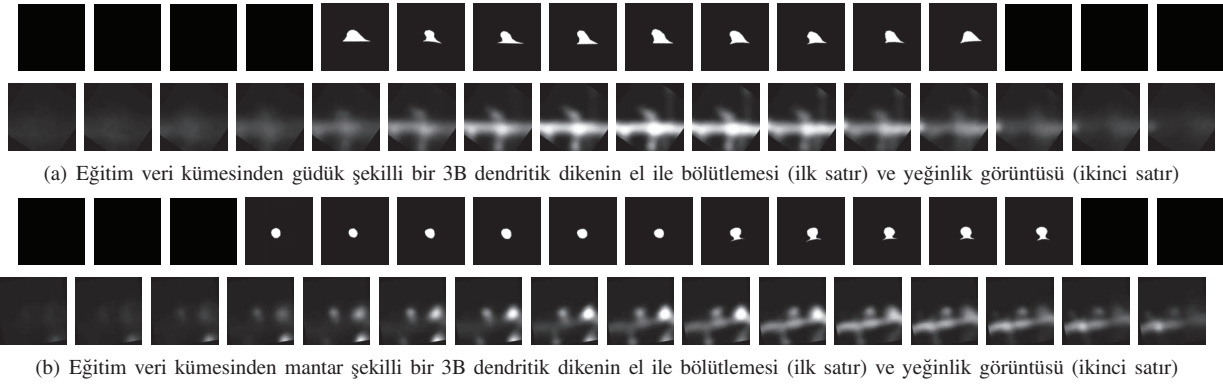 (a) Eğitim veri kümesinden güdük şekilli bir 3B dendritik dikenin el ile bölütlemesi (ilk satır) ve yeğinlik görüntüsü (ikinci satır)
(b) Eğitim veri kümesinden mantar şekilli bir 3B dendritik dikenin el ile bölütlemesi (ilk satır) ve yeğinlik görüntüsü (ikinci satır)